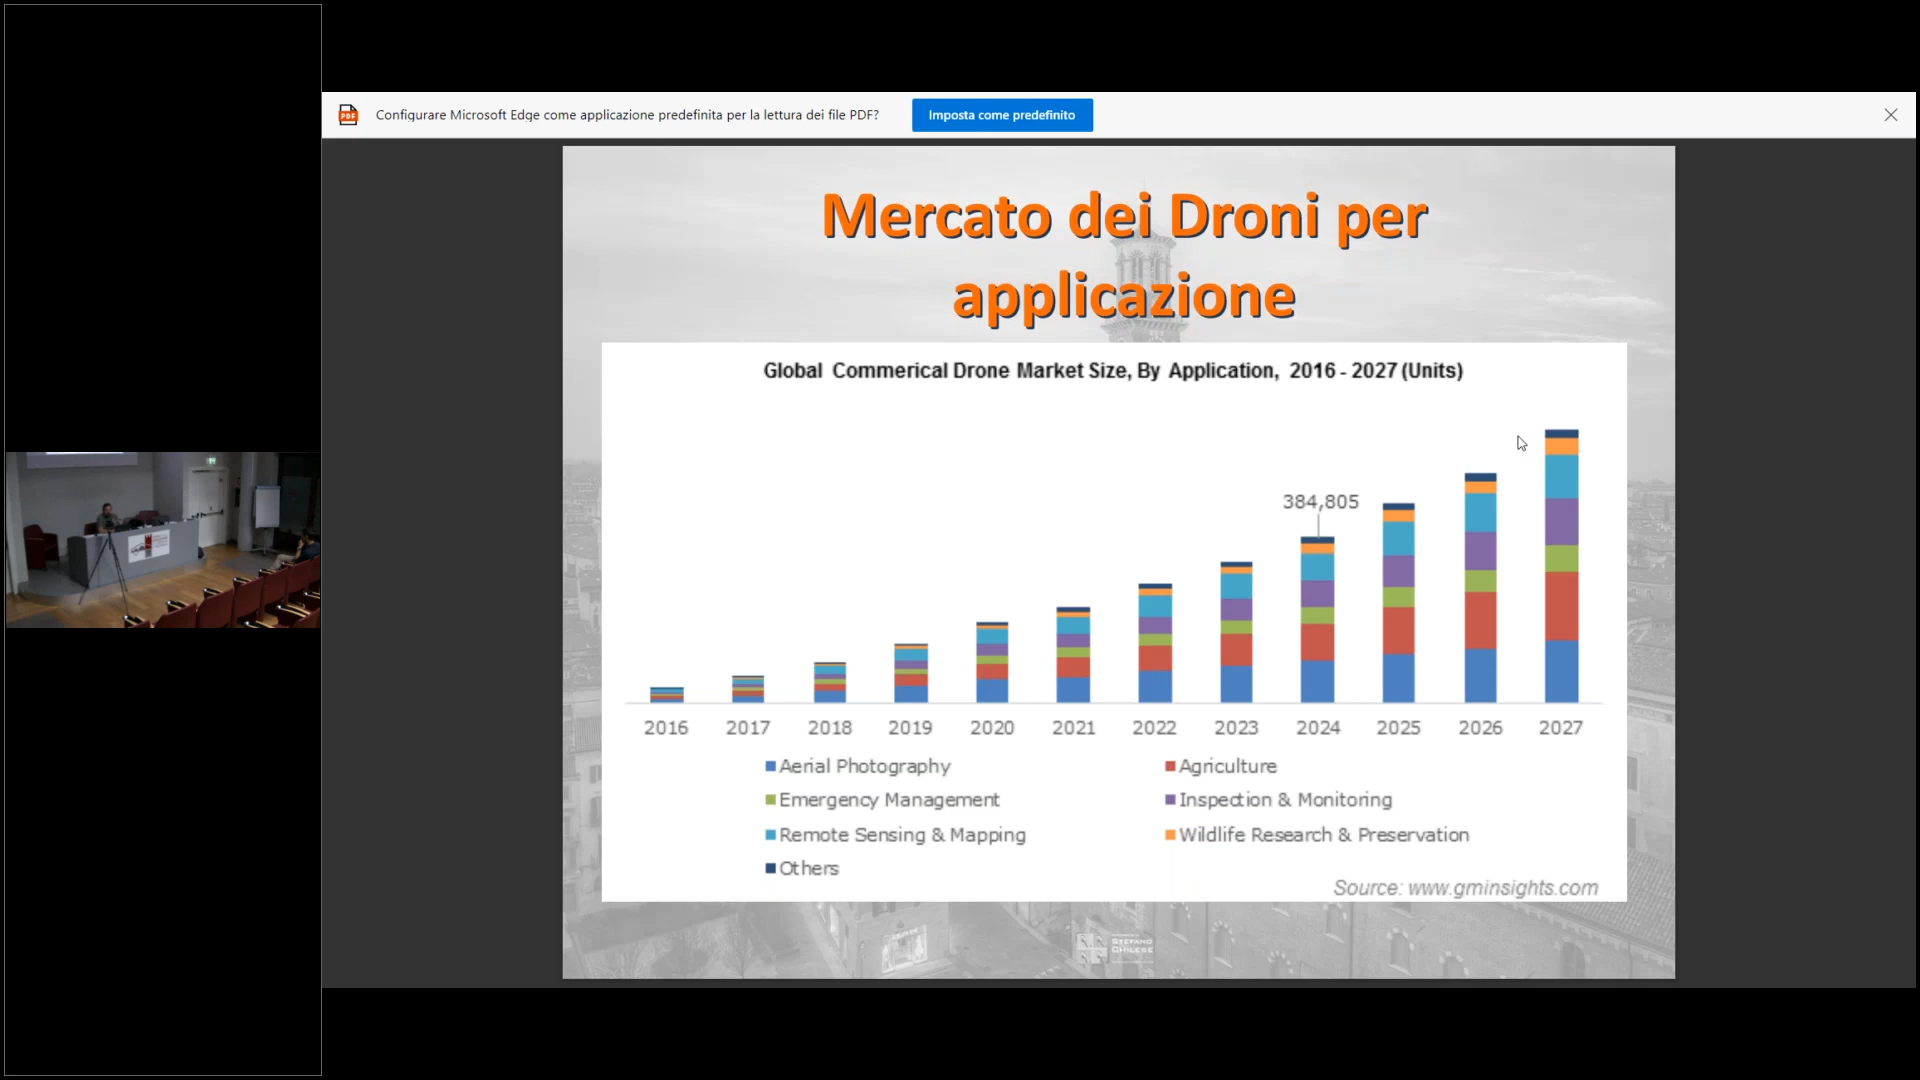 Configurare Microsoft Edge come applicazione predefinita per la lettura dei file PDF?
Imposta come predefinito
Mercato dei Droni per
applicazione
Global Commerical Drone Market Size, By Application, 2016 - 2027 (Units)
384,805
2016 2017 2018 2019 2020 2021 2022 2023 2024 2025 2026 2027
Aerial Photography Agriculture
Emergency Management Inspection & Monitoring
Remote Sensing & Mapping Wildlife Research & Preservation
Others
Source: www.gminsights.com
STEFANO
CHILESE